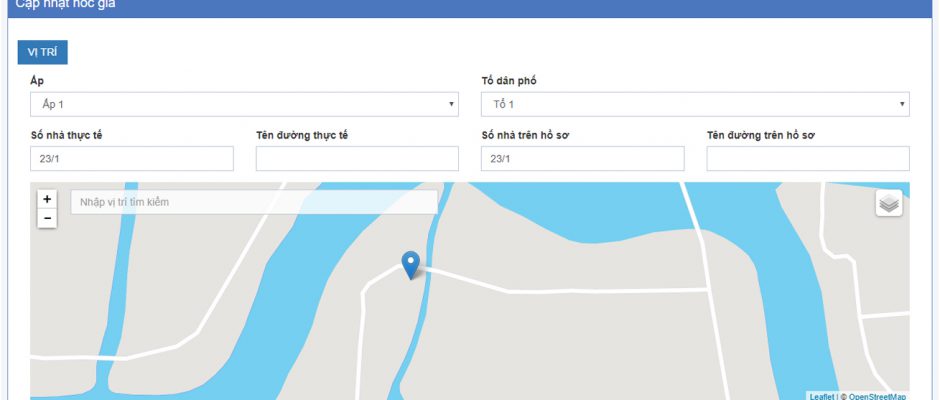 Cập nhật nóc gia
VỊ TRÍ
Ấp
Tổ dân phố
Ấp 1
Tổ 1
Số nhà thực tế
Tên đường thực tế
Số nhà trên hồ sơ
Tên đường trên hồ sơ
23/1
23/1
+
Nhập vị trí tìm kiếm
-
Leaflet | © OpenStreetMap